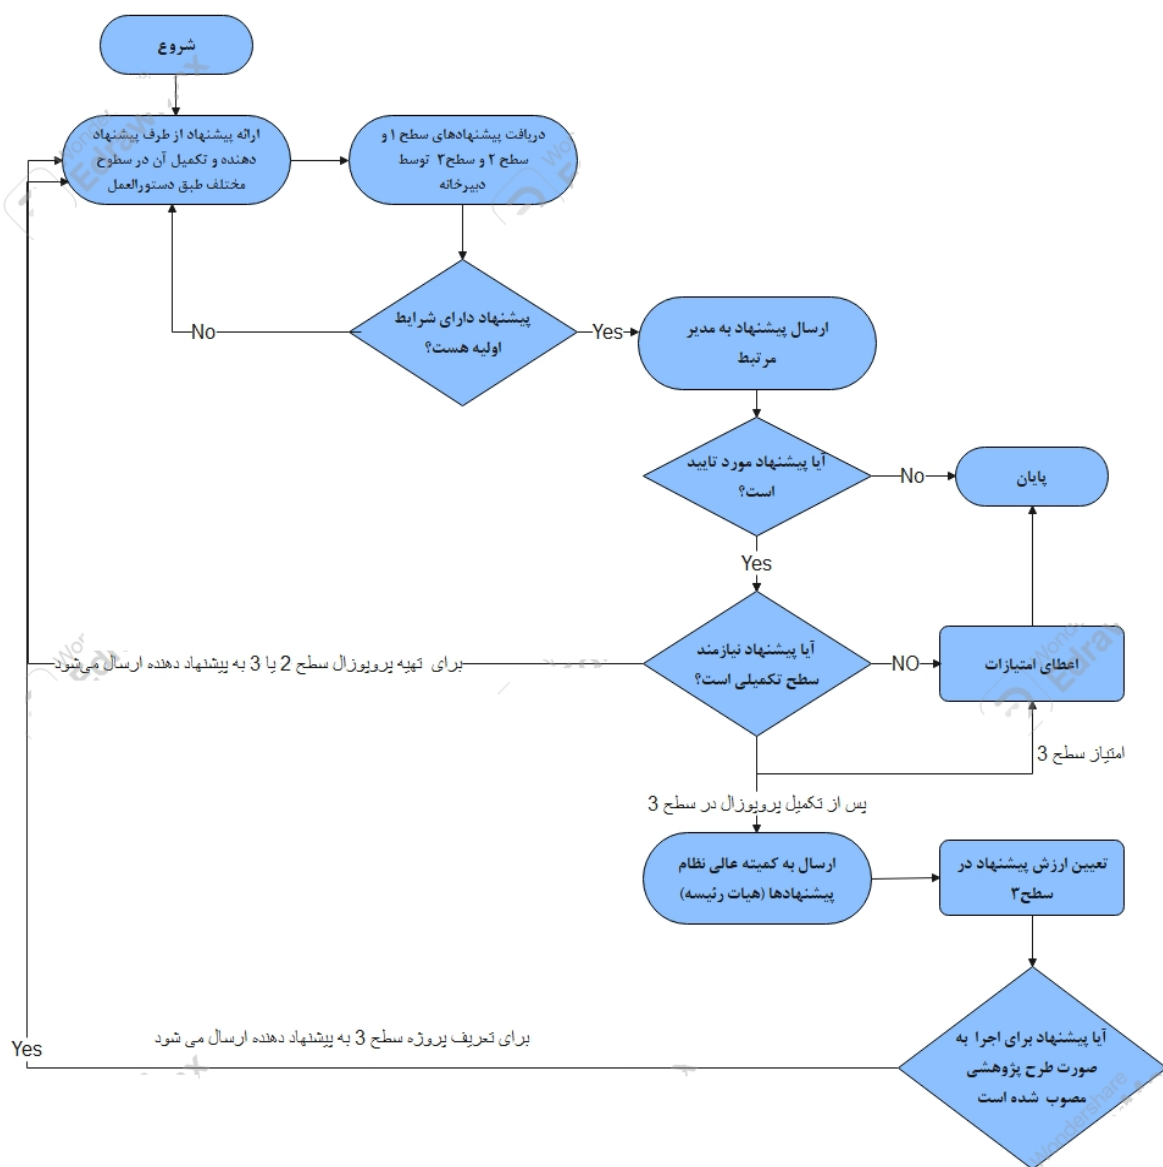 شروع
ارائه پیشنهاد از طرف پیشنهاد
دهنده و تکمیل آن در سطوح
مختلف طبق دستورالعمل
دریافت پیشنهادهای سطح ۱ و
سطح ۲ و سطح۳ توسط
دبیرخانه
پیشنهاد دارای شرایط
اولیه هست؟
No
Yes
ارسال پیشنهاد به مدیر
مرتبط
آیا پیشنهاد مورد تایید
است؟
No
پایان
Yes
آیا پیشنهاد نیازمند
سطح تکمیلی است؟
NO
اعطای امتیازات
برای تهیه پروپوزال سطح 2 یا 3 به پیشنهاد دهنده ارسال می‌شود
امتیاز سطح 3
پس از تکمیل پروپوزال در سطح 3
ارسال به کمیته عالی نظام
پیشنهادها (هیات رئیسه)
تعیین ارزش پیشنهاد در
سطح۳
آیا پیشنهاد برای اجرا به
صورت طرح پژوهشی
مصوب شده است
برای تعریف پروژه سطح 3 به پیشنهاد دهنده ارسال می شود
Yes
Wondershare